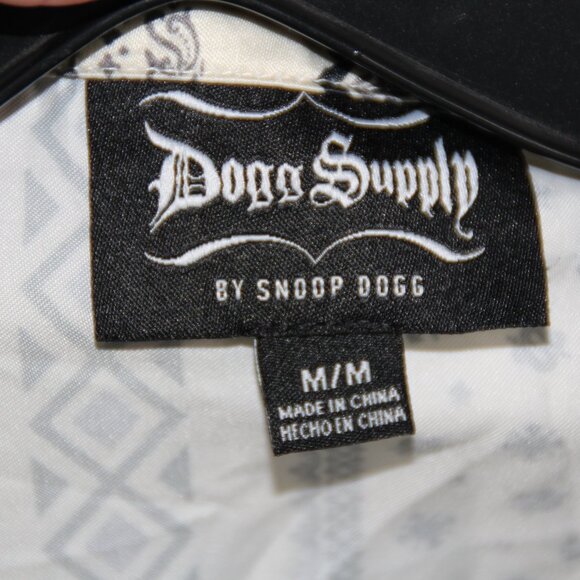 Dogg Supply
BY SNOOP DOGG
M/M
MADE IN CHINA
HECHO EN CHINA